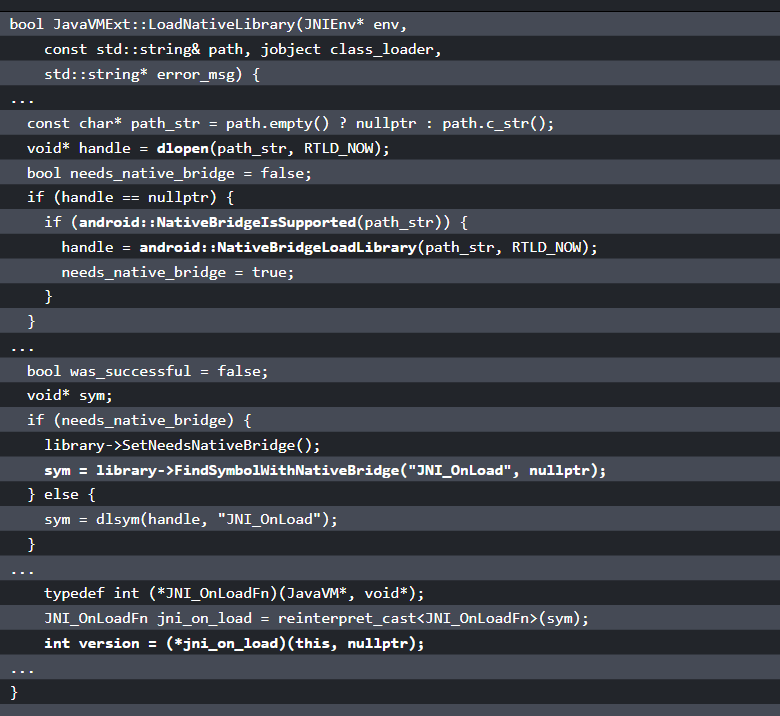 bool JavaVMExt::LoadNativeLibrary(JNIEnv* env,
    const std::string& path, jobject class_loader,
    std::string* error_msg) {
...
  const char* path_str = path.empty() ? nullptr : path.c_str();
  void* handle = dlopen(path_str, RTLD_NOW);
  bool needs_native_bridge = false;
  if (handle == nullptr) {
    if (android::NativeBridgeIsSupported(path_str)) {
      handle = android::NativeBridgeLoadLibrary(path_str, RTLD_NOW);
      needs_native_bridge = true;
    }
  }
...
  bool was_successful = false;
  void* sym;
  if (needs_native_bridge) {
    library->SetNeedsNativeBridge();
    sym = library->FindSymbolWithNativeBridge("JNI_OnLoad", nullptr);
  } else {
    sym = dlsym(handle, "JNI_OnLoad");
  }
...
    typedef int (*JNI_OnLoadFn)(JavaVM*, void*);
    JNI_OnLoadFn jni_on_load = reinterpret_cast<JNI_OnLoadFn>(sym);
    int version = (*jni_on_load)(this, nullptr);
...
}